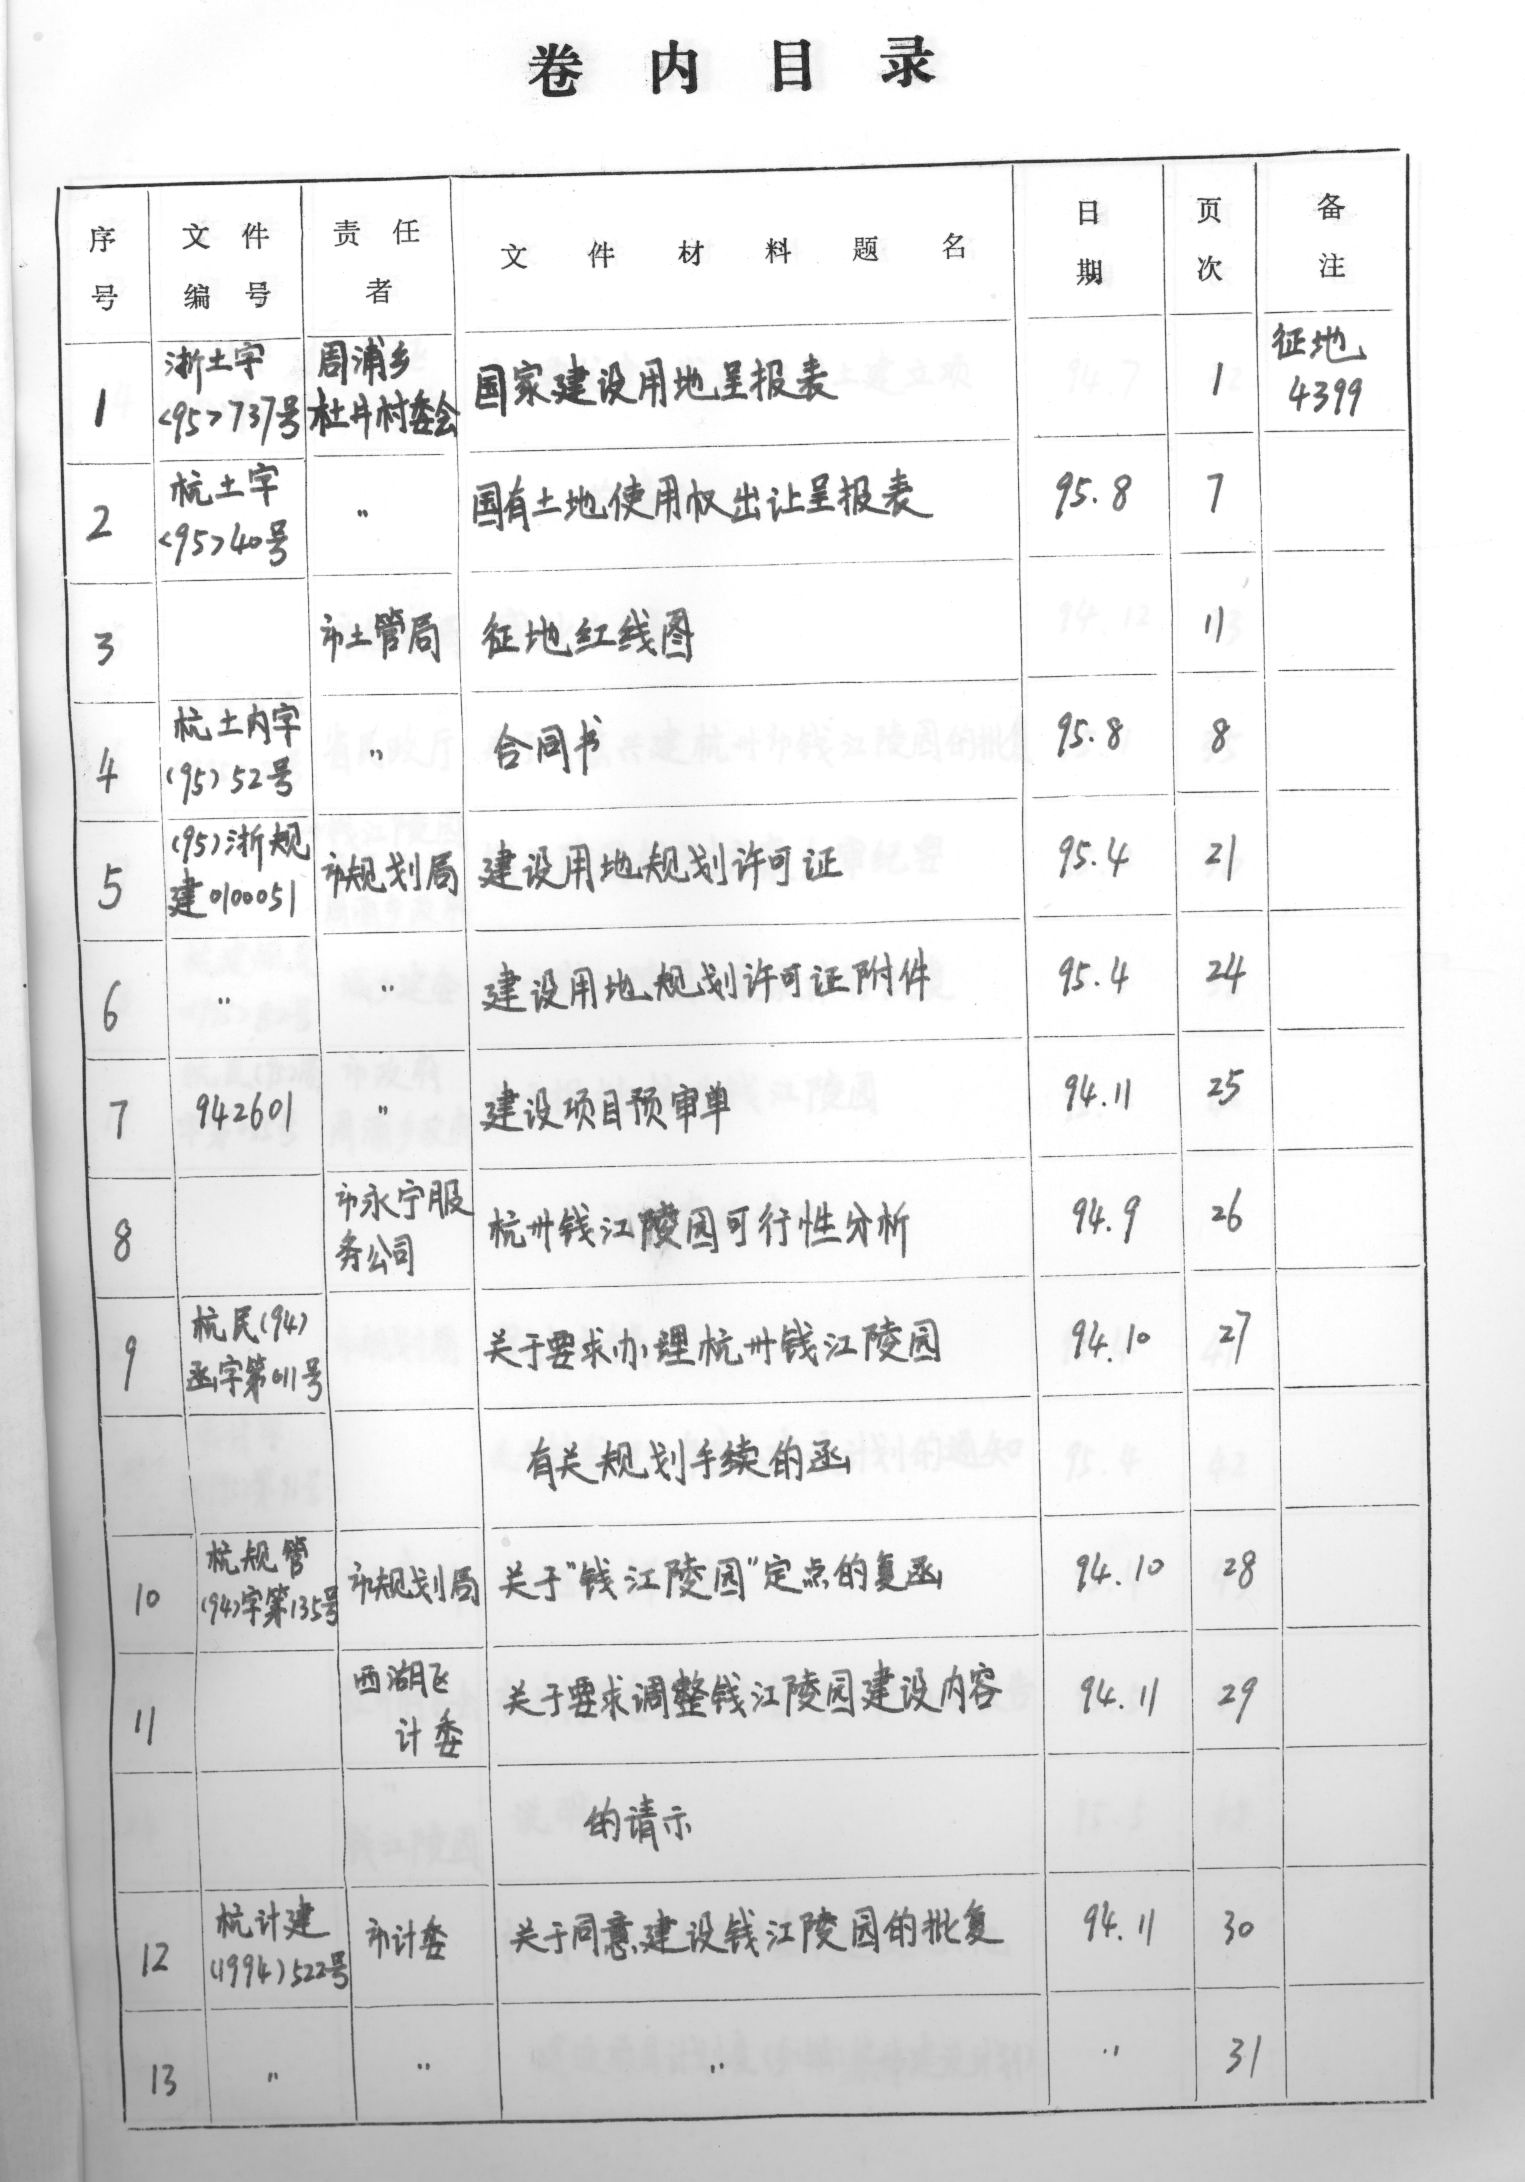 卷内目录
序号 文件编号 责任者 文件材料题名 日期 页次 备注
1 浙土字<95>737号 周浦乡杜井村委会 国家建设用地呈报表 1 征地4399
2 杭土字<95>40号 〃 国有土地使用权出让呈报表 95.8 7
3 市土管局 征地红线图 11
4 杭土内字(95)52号 〃 合同书 95.8 8
5 (95)浙规建0100051 市规划局 建设用地规划许可证 95.4 21
6 〃 〃 建设用地规划许可证附件 95.4 24
7 942601 〃 建设项目预审单 94.11 25
8 市永宁服务公司 杭州钱江陵园可行性分析 94.9 26
9 杭民(94)函字第011号 关于要求办理杭州钱江陵园 94.10 27
有关规划手续的函
10 杭规管(94)字第135号 市规划局 关于"钱江陵园"定点的复函 94.10 28
11 西湖区计委 关于要求调整钱江陵园建设内容 94.11 29
的请示
12 杭计建(1994)522号 市计委 关于同意建设钱江陵园的批复 94.11 30
13 〃 〃 〃 〃 31